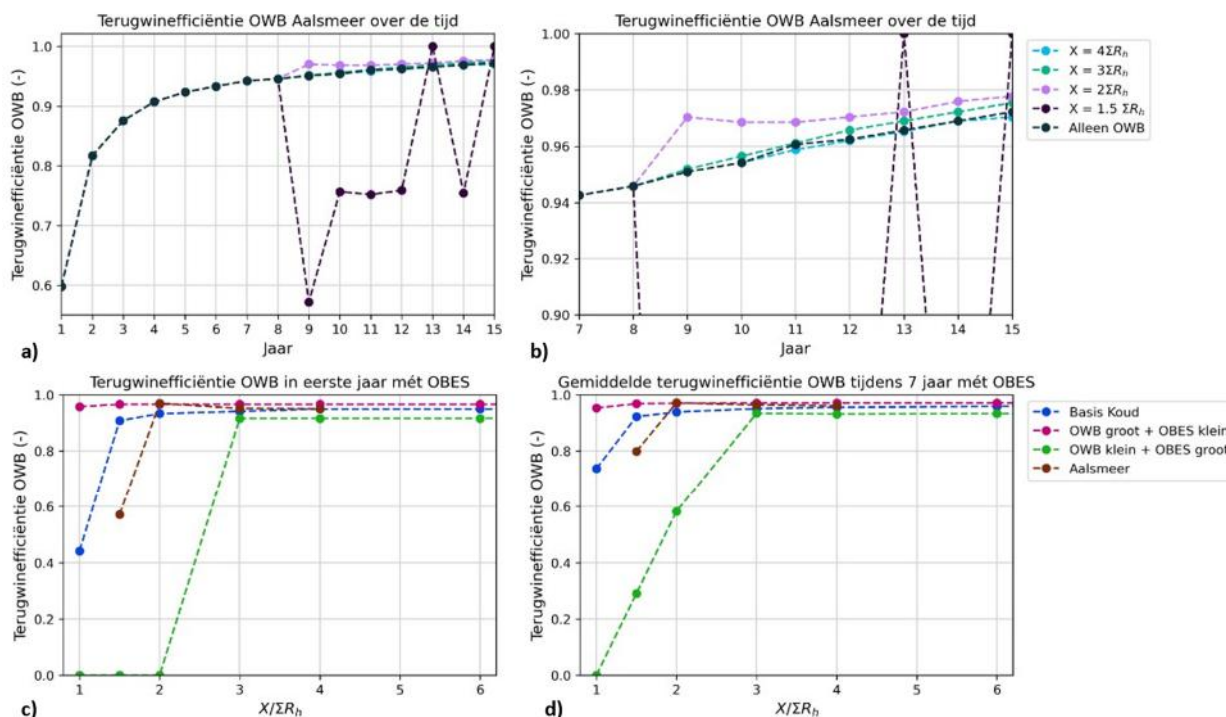 Terugwinefficiëntie OWB Aalsmeer over de tijd
Terugwinefficiëntie OWB (-)
1.0
0.9
0.8
0.7
0.6
1 2 3 4 5 6 7 8 9 10 11 12 13 14 15
Jaar
a)
Terugwinefficiëntie OWB Aalsmeer over de tijd
Terugwinefficiëntie OWB (-)
1.00
0.98
0.96
0.94
0.92
0.90
7 8 9 10 11 12 13 14 15
Jaar
b)
X = 4ΣRₕ
X = 3ΣRₕ
X = 2ΣRₕ
X = 1.5 ΣRₕ
Alleen OWB
Terugwinefficiëntie OWB in eerste jaar mét OBES
Terugwinefficiëntie OWB (-)
1.0
0.8
0.6
0.4
0.2
0.0
1 2 3 4 5 6
X/ΣRₕ
c)
Gemiddelde terugwinefficiëntie OWB tijdens 7 jaar mét OBES
Terugwinefficiëntie OWB (-)
1.0
0.8
0.6
0.4
0.2
0.0
1 2 3 4 5 6
X/ΣRₕ
d)
Basis Koud
OWB groot + OBES klein
OWB klein + OBES groot
Aalsmeer